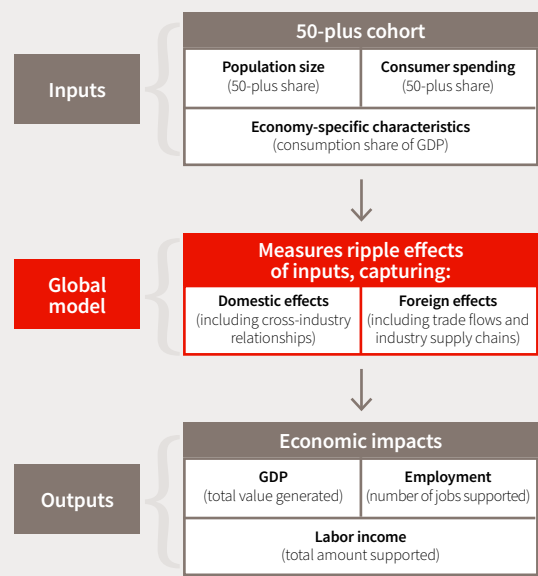 50-plus cohort
Inputs
Population size
(50-plus share)
Consumer spending
(50-plus share)
Economy-specific characteristics
(consumption share of GDP)
Global
model
Measures ripple effects
of inputs, capturing:
Domestic effects
(including cross-industry
relationships)
Foreign effects
(including trade flows and
industry supply chains)
Outputs
Economic impacts
GDP
(total value generated)
Employment
(number of jobs supported)
Labor income
(total amount supported)